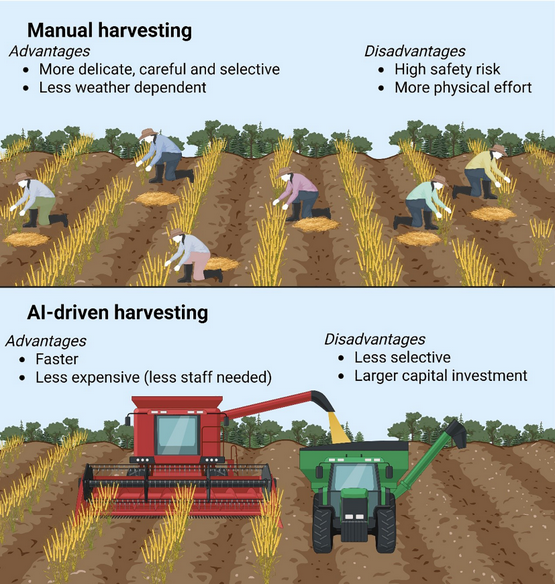 Manual harvesting
Advantages
• More delicate, careful and selective
• Less weather dependent
Disadvantages
• High safety risk
• More physical effort
AI-driven harvesting
Advantages
• Faster
• Less expensive (less staff needed)
Disadvantages
• Less selective
• Larger capital investment